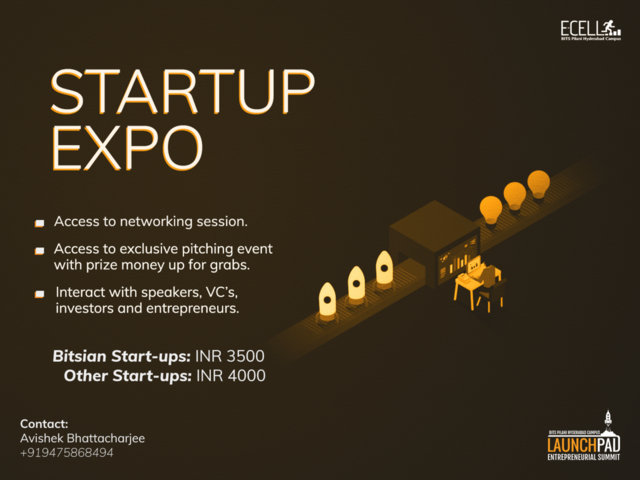 ECELL
BITS Pilani Hyderabad Campus
STARTUP
EXPO
Access to networking session.
Access to exclusive pitching event
with prize money up for grabs.
Interact with speakers, VC's,
investors and entrepreneurs.
Bitsian Start-ups: INR 3500
Other Start-ups: INR 4000
Contact:
Avishek Bhattacharjee
+919475868494
BITS PILANI HYDERABAD CAMPUS
LAUNCHPAD
ENTREPRENEURIAL SUMMIT